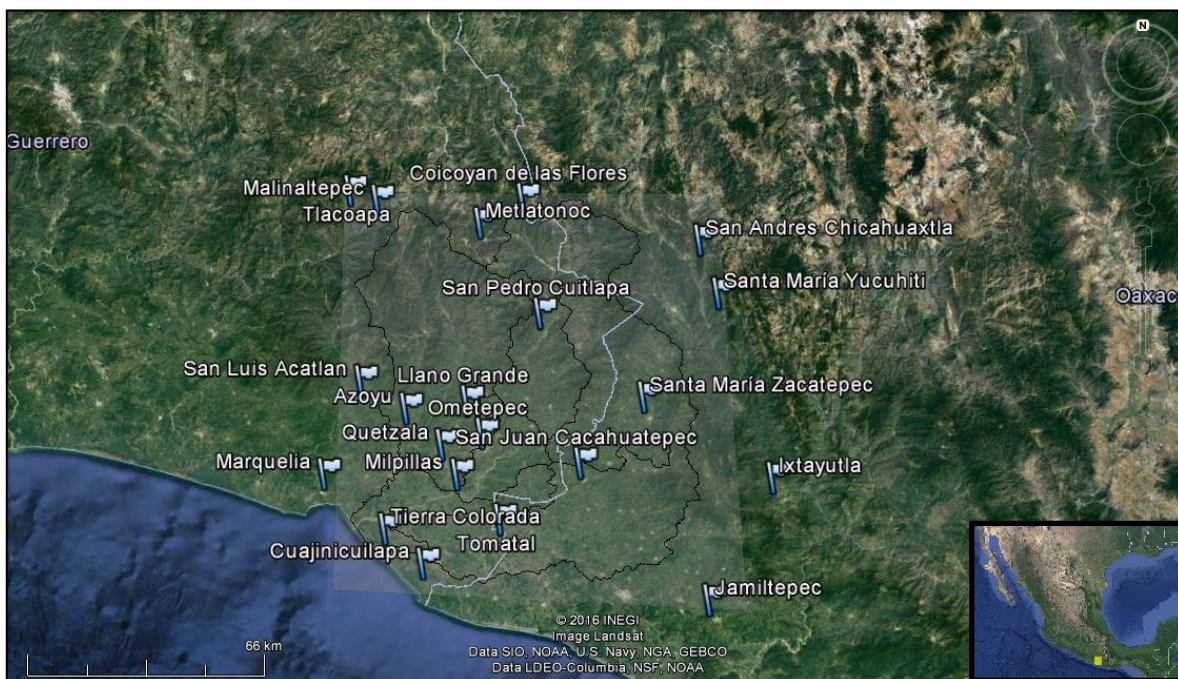 N
Guerrero
Coicoyan de las Flores
Malinaltepec
Tlacoapa
Metlatonoc
San Andres Chicahuaxtla
San Pedro Cuitlapa
Santa María Yucuhiti
Oaxac
San Luis Acatlan
Llano Grande
Azoyu
Ometepec
Santa María Zacatepec
Quetzala
San Juan Cacahuatepec
Marquelia
Milpillas
Ixtayutla
Tierra Colorada
Tomatal
Cuajinicuilapa
Jamiltepec
© 2016 INEGI
Image Landsat
Data SIO, NOAA, U.S. Navy, NGA, GEBCO
Data LDEO-Columbia, NSF, NOAA
66 km